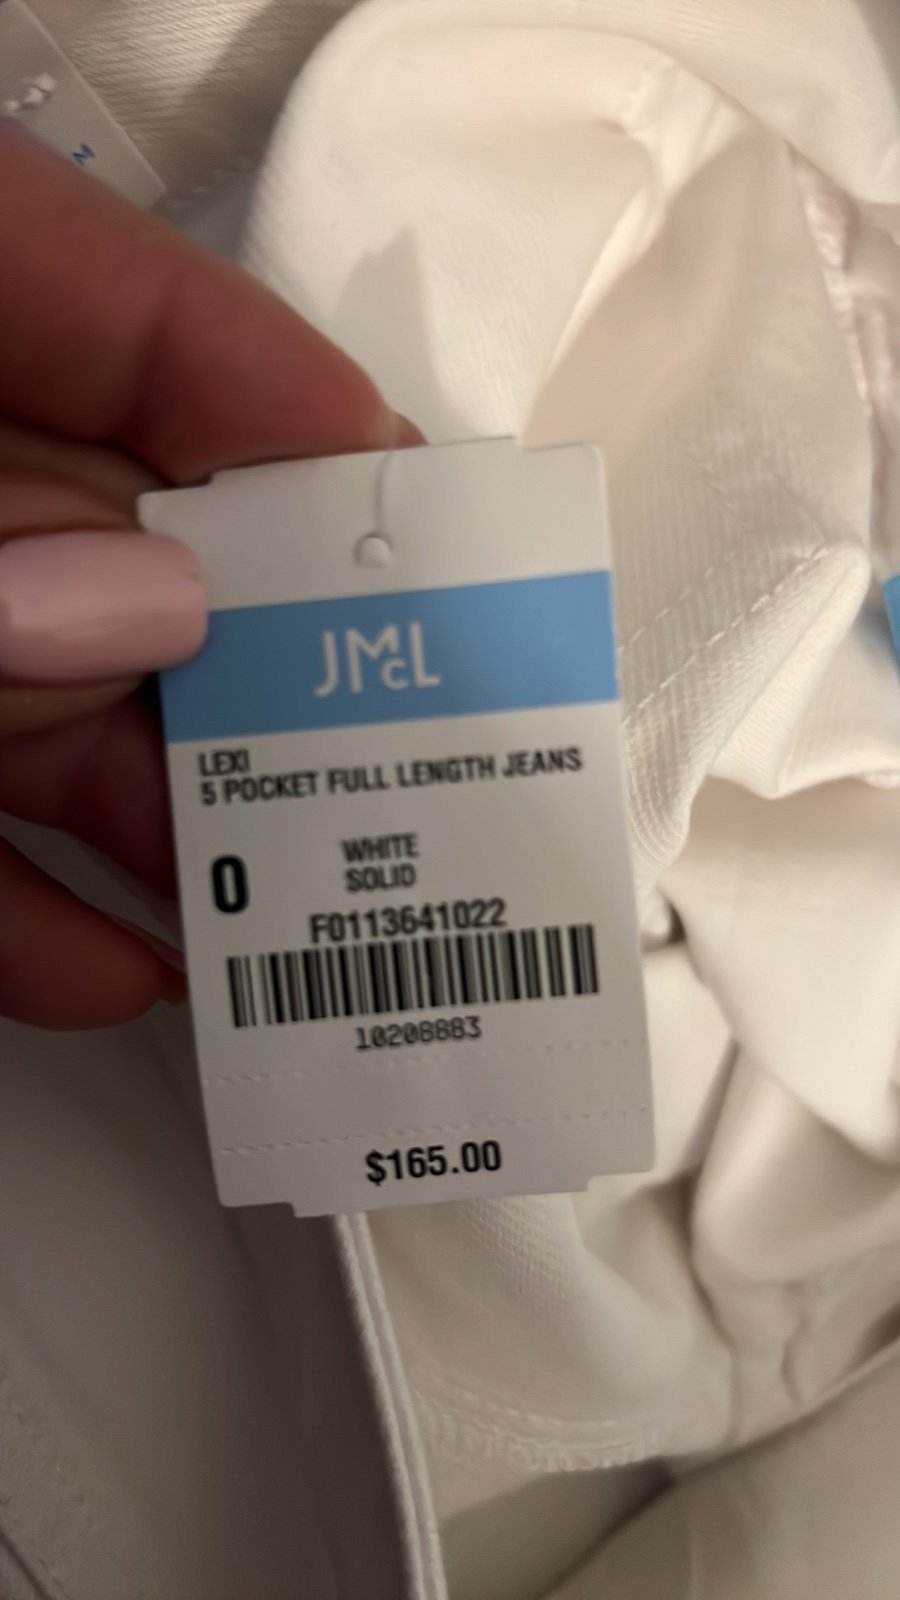 JMcL
LEXI
5 POCKET FULL LENGTH JEANS
0
WHITE
SOLID
F0113641022
10208883
$165.00